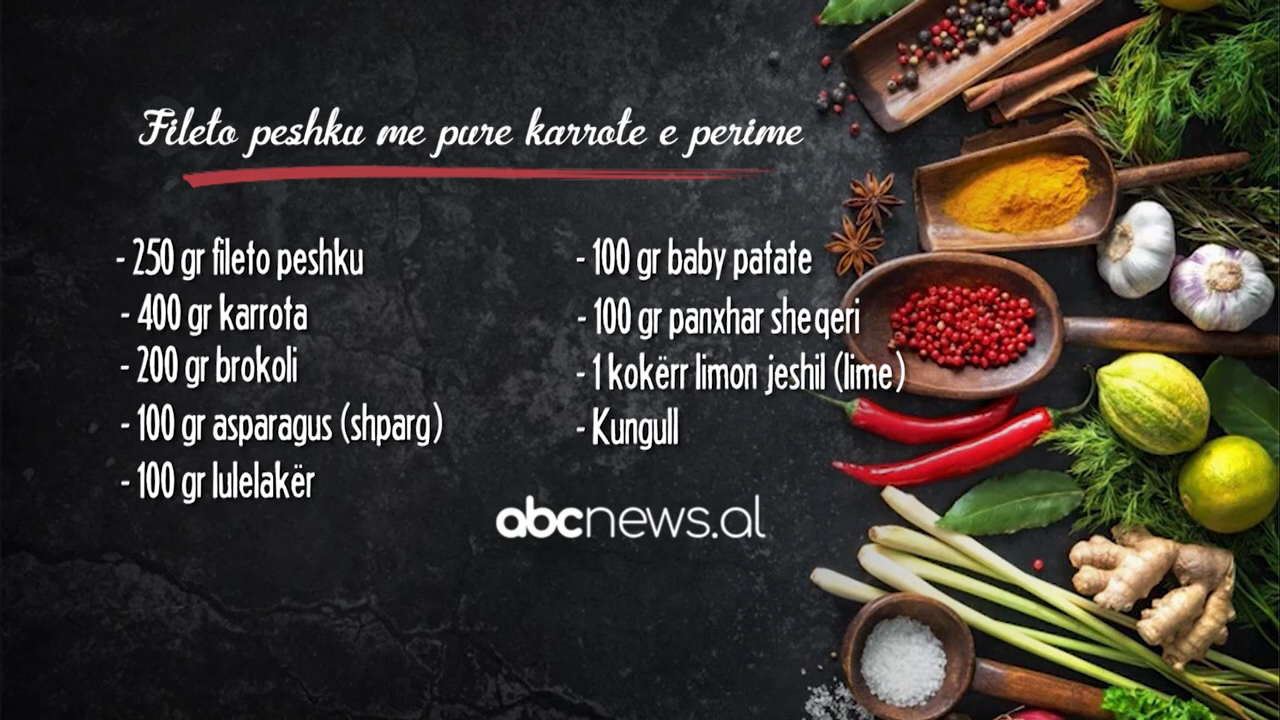 Fileto peshku me pure karrote e perime
- 250 gr fileto peshku
- 400 gr karrota
- 200 gr brokoli
- 100 gr asparagus (shparg)
- 100 gr lulelakër
- 100 gr baby patate
- 100 gr panxhar sheqeri
- 1 kokërr limon jeshil (lime)
- Kungull
abcnews.al